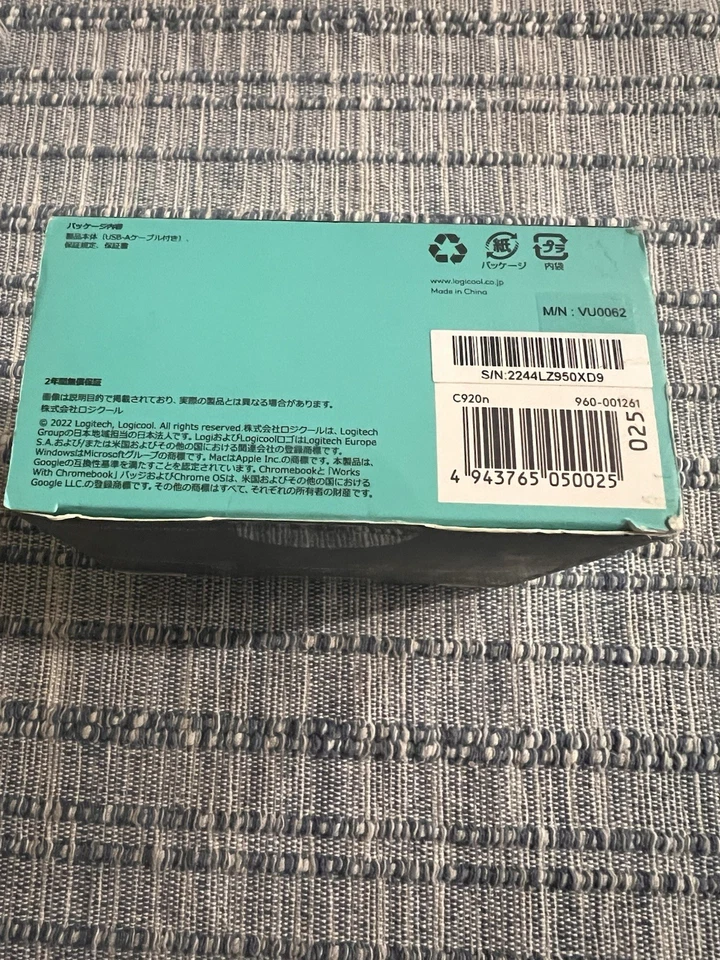 パッケージ内容
製品本体（USB-Aケーブル付き）、
保証規定、保証書
紙
プラ
パッケージ
内袋
www.logicool.co.jp
Made in China
M/N : VU0062
S/N:2244LZ950XD9
C920n
960-001261
4 943765 050025
025
2年間無償保証
画像は説明目的で掲載されており、実際の製品とは異なる場合があります。
株式会社ロジクール
© 2022 Logitech, Logicool. All rights reserved.株式会社ロジクールは、Logitech
Groupの日本地域担当の日本法人です。LogiおよびLogicoolロゴはLogitech Europe
S.A.および/または米国およびその他の国における関連会社の登録商標です。
WindowsはMicrosoftグループの商標です。MacはApple Inc.の商標です。本製品は、
Googleの互換性基準を満たすことを認定されています。Chromebookと「Works
With Chromebook」バッジおよびChrome OSは、米国およびその他の国における
Google LLC.の登録商標です。その他の商標はすべて、それぞれの所有者の財産です。